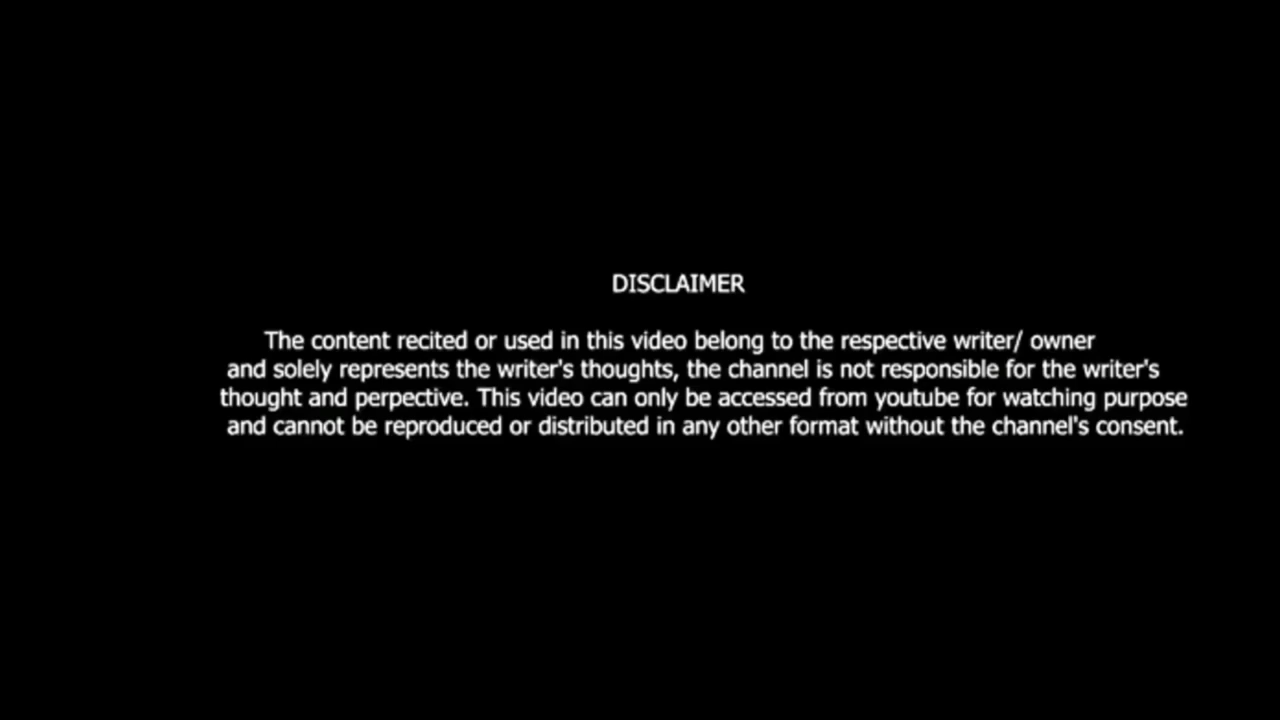 DISCLAIMER
The content recited or used in this video belong to the respective writer/ owner
and solely represents the writer's thoughts, the channel is not responsible for the writer's
thought and perpective. This video can only be accessed from youtube for watching purpose
and cannot be reproduced or distributed in any other format without the channel's consent.